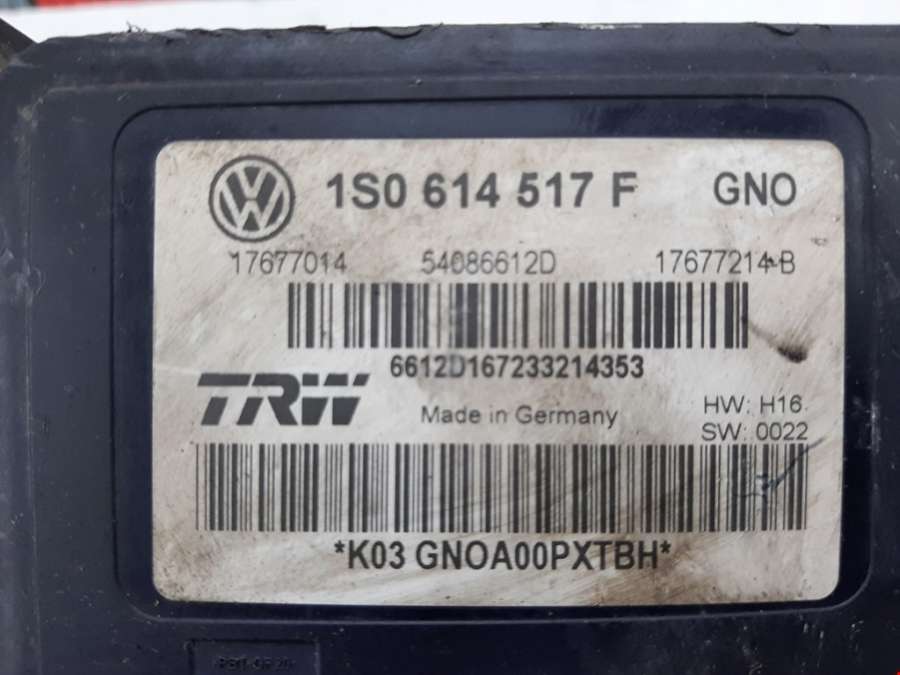 1S0 614 517 F GNO
17677014 54086612D 17677214-B
6612D167233214353
TRW Made in Germany HW: H16
SW: 0022
*K03 GNOA00PXTBH*